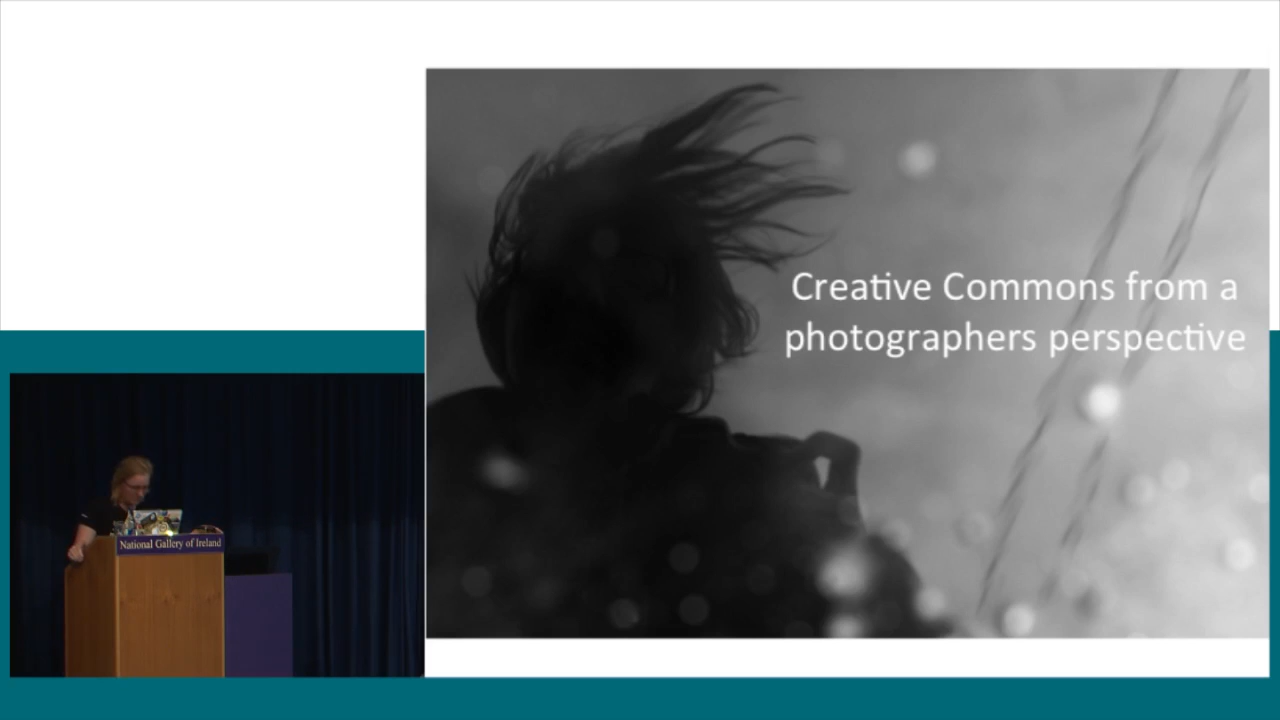 Creative Commons from a
photographers perspective
National Gallery of Ireland